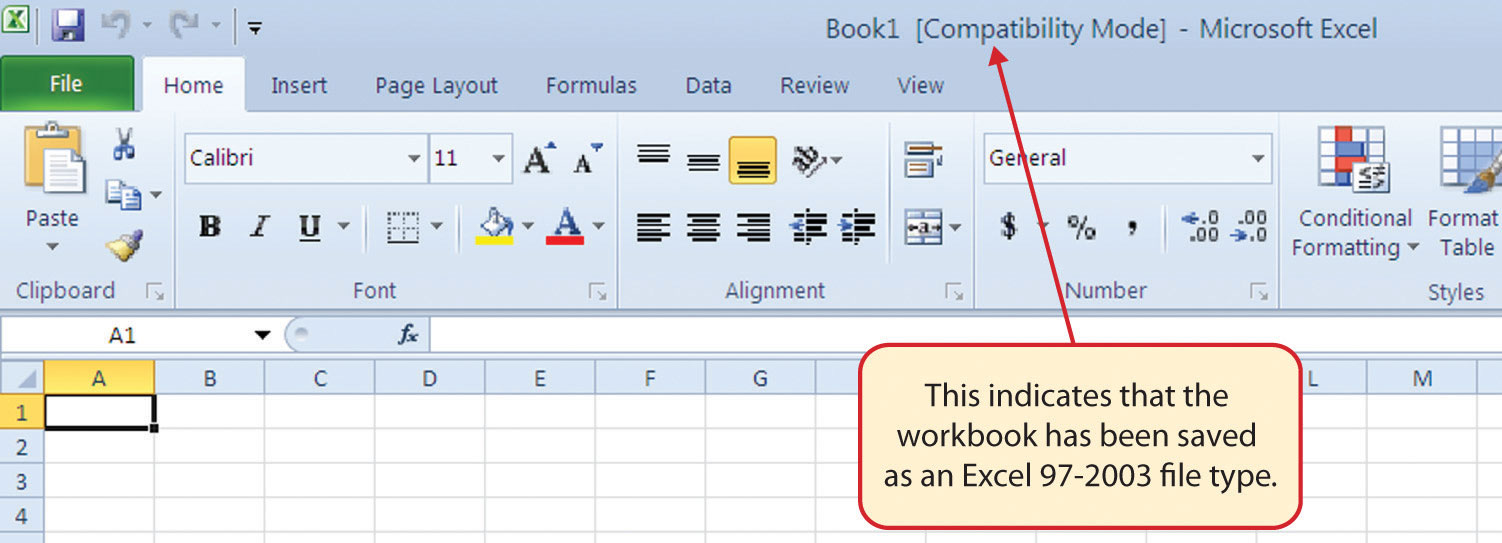 Book1 [Compatibility Mode] - Microsoft Excel
File Home Insert Page Layout Formulas Data Review View
Calibri 11 General
Paste
Conditional Formatting
Format Table
Clipboard Font Alignment Number Styles
A1 fx
A B C D E F G L M
1
2
3
4
This indicates that the
workbook has been saved
as an Excel 97-2003 file type.